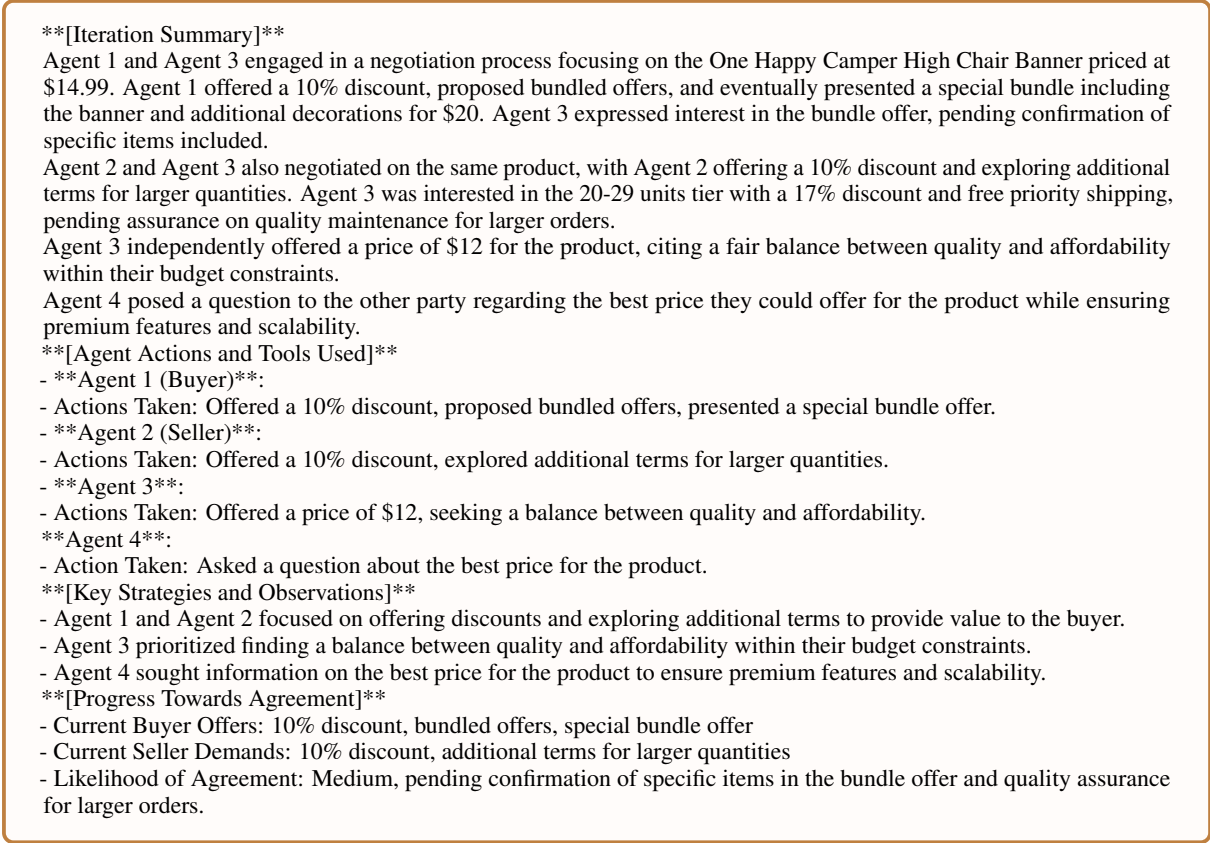 **[Iteration Summary]**
Agent 1 and Agent 3 engaged in a negotiation process focusing on the One Happy Camper High Chair Banner priced at
$14.99. Agent 1 offered a 10% discount, proposed bundled offers, and eventually presented a special bundle including
the banner and additional decorations for $20. Agent 3 expressed interest in the bundle offer, pending confirmation of
specific items included.
Agent 2 and Agent 3 also negotiated on the same product, with Agent 2 offering a 10% discount and exploring additional
terms for larger quantities. Agent 3 was interested in the 20-29 units tier with a 17% discount and free priority shipping,
pending assurance on quality maintenance for larger orders.
Agent 3 independently offered a price of $12 for the product, citing a fair balance between quality and affordability
within their budget constraints.
Agent 4 posed a question to the other party regarding the best price they could offer for the product while ensuring
premium features and scalability.
**[Agent Actions and Tools Used]**
- **Agent 1 (Buyer)**:
- Actions Taken: Offered a 10% discount, proposed bundled offers, presented a special bundle offer.
- **Agent 2 (Seller)**:
- Actions Taken: Offered a 10% discount, explored additional terms for larger quantities.
- **Agent 3**:
- Actions Taken: Offered a price of $12, seeking a balance between quality and affordability.
**Agent 4**:
- Action Taken: Asked a question about the best price for the product.
**[Key Strategies and Observations]**
- Agent 1 and Agent 2 focused on offering discounts and exploring additional terms to provide value to the buyer.
- Agent 3 prioritized finding a balance between quality and affordability within their budget constraints.
- Agent 4 sought information on the best price for the product to ensure premium features and scalability.
**[Progress Towards Agreement]**
- Current Buyer Offers: 10% discount, bundled offers, special bundle offer
- Current Seller Demands: 10% discount, additional terms for larger quantities
- Likelihood of Agreement: Medium, pending confirmation of specific items in the bundle offer and quality assurance
for larger orders.